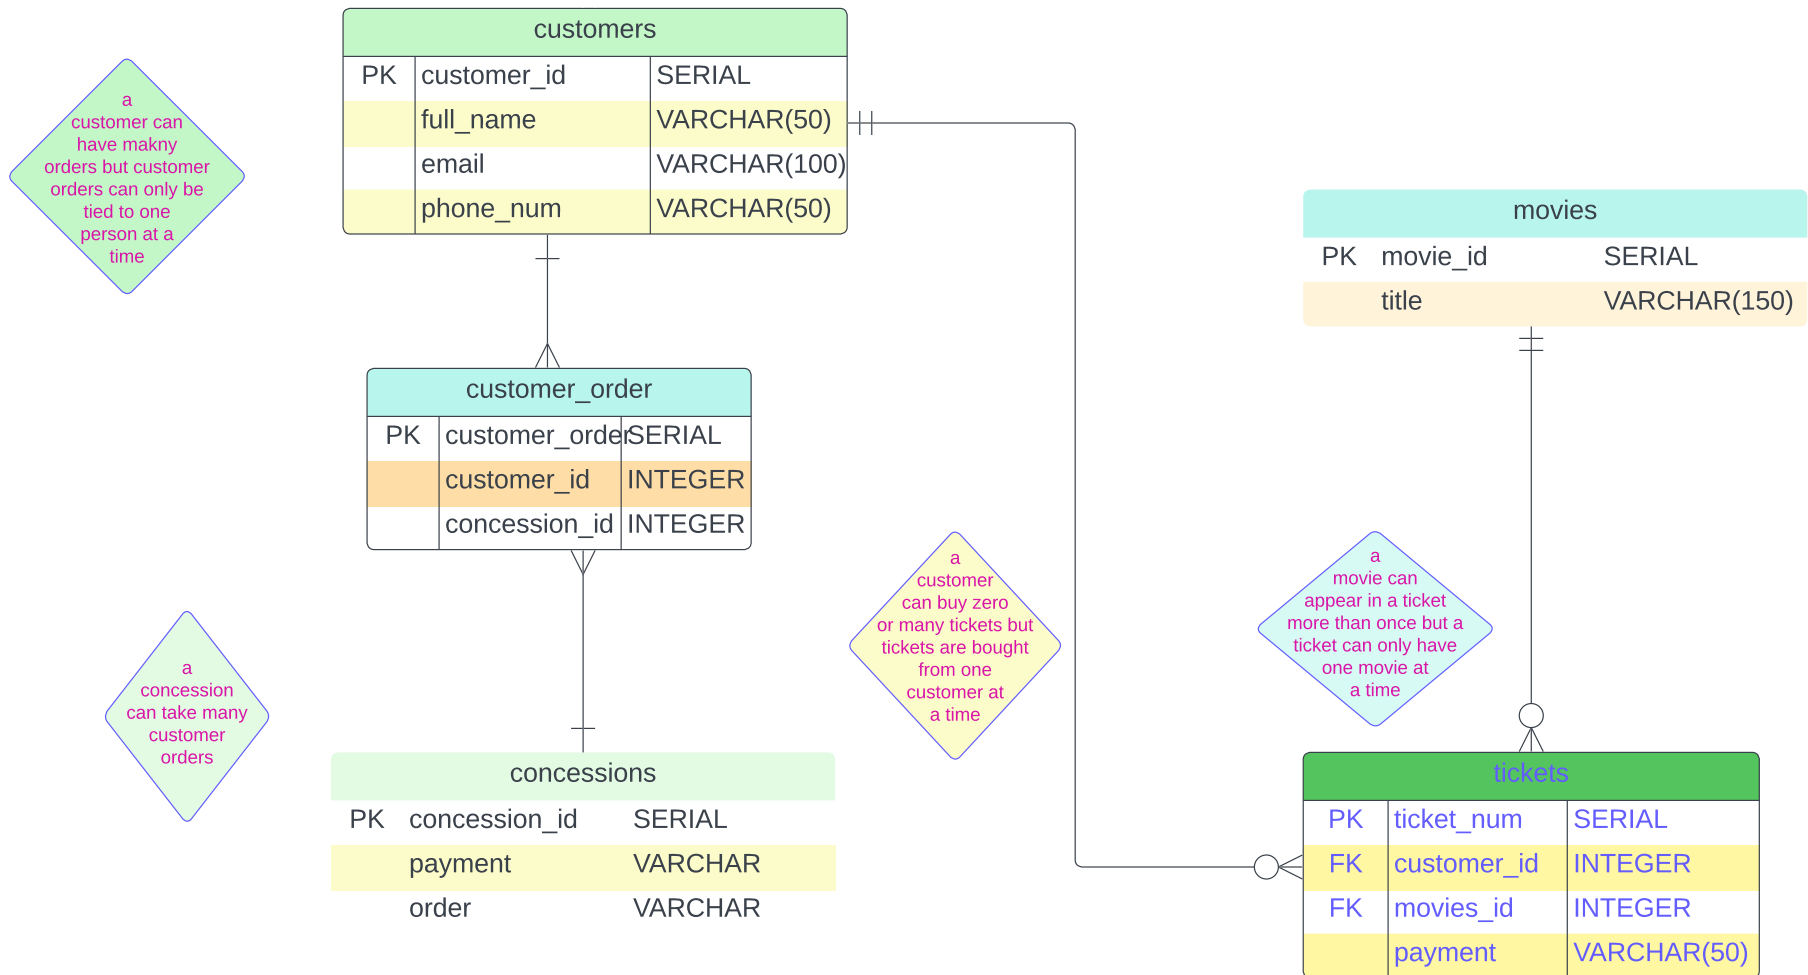 customers
PK customer_id SERIAL
full_name VARCHAR(50)
email VARCHAR(100)
phone_num VARCHAR(50)
a
customer can
have makny
orders but customer
orders can only be
tied to one
person at a
time
movies
PK movie_id SERIAL
title VARCHAR(150)
customer_order
PK customer_order SERIAL
customer_id INTEGER
concession_id INTEGER
a
customer
can buy zero
or many tickets but
tickets are bought
from one
customer at
a time
a
movie can
appear in a ticket
more than once but a
ticket can only have
one movie at
a time
a
concession
can take many
customer
orders
concessions
PK concession_id SERIAL
payment VARCHAR
order VARCHAR
tickets
PK ticket_num SERIAL
FK customer_id INTEGER
FK movies_id INTEGER
payment VARCHAR(50)